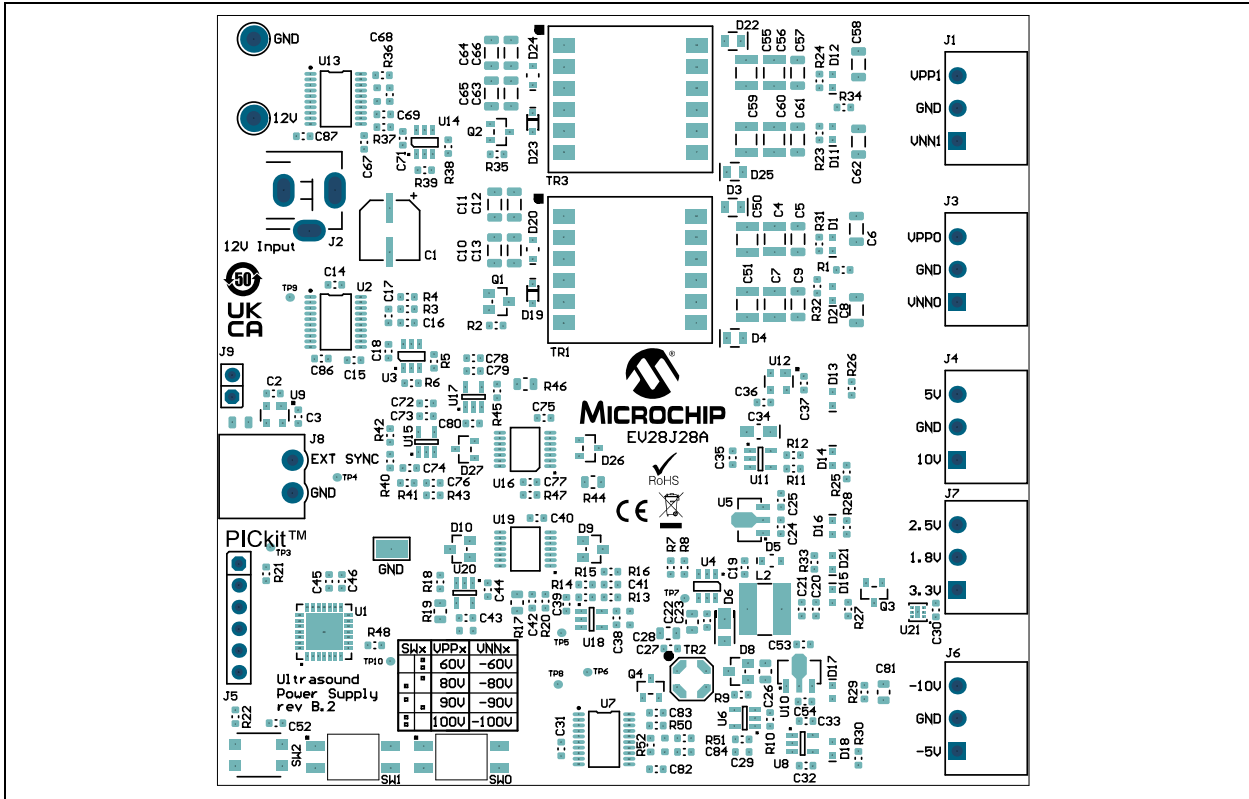 GND
12V
U13
C68
R36
C87
C67
R37
C69
C71
U14
R38
R39
12V Input
J2
C1
+
C64
C66
C65
C63
Q2
R35
D24
D23
TR3
D22
C55
C56
C57
C58
R24
D12
R34
C59
C60
C61
R23
D11
C62
D25
J1
VPP1
GND
VNN1
C11
C12
C10
C13
D20
Q1
D19
R2
TR1
D3
C50
C4
C5
R31
D1
C6
R1
C51
C7
C9
R32
D2
C8
D4
J3
VPP0
GND
VNN0
50
UK
CA
TP9
C14
U2
C17
R4
R3
C16
C86
C15
C18
U3
R5
R6
C78
C79
U17
R45
R46
C72
C73
U15
C80
R42
R40
C74
R41
C76
R43
D27
C75
U16
C77
R47
D26
R44
MICROCHIP
®
EV28J28A
RoHS
CE
J9
C2
U9
C3
J8
EXT SYNC
GND
TP4
U12
C36
C37
D13
R26
C34
C35
U11
R12
R11
D14
R25
J4
5V
GND
10V
U5
C25
C24
D16
R28
J7
2.5V
1.8V
3.3V
PICkit™
TP3
R21
GND
C45
C46
U1
R48
TP10
J5
D10
U19
C40
D9
R18
R19
U20
C44
C43
R17
C42
R20
C39
R14
R15
R16
C41
R13
U18
C38
TP5
TP6
TP8
R7
R8
U4
C19
TP7
C22
C23
D6
C28
C27
D5
L2
R33
C21
C20
D21
D15
R27
Q3
U21
C30
TR2
D8
C53
R9
C26
U10
D17
C54
C33
R29
C81
Q4
U7
C31
C83
R50
R52
C82
R51
C84
U6
C29
R10
U8
C32
D18
R30
J6
-10V
GND
-5V
Ultrasound
Power Supply
rev B.2
SWx VPPx VNNx
60V -60V
80V -80V
90V -90V
100V -100V
R22
C52
SW2
SW1
SW0